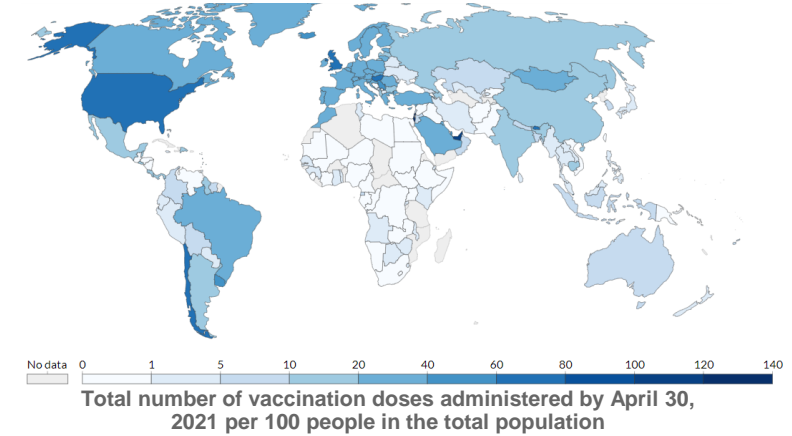 No data 0 1 5 10 20 40 60 80 100 120 140
Total number of vaccination doses administered by April 30,
2021 per 100 people in the total population